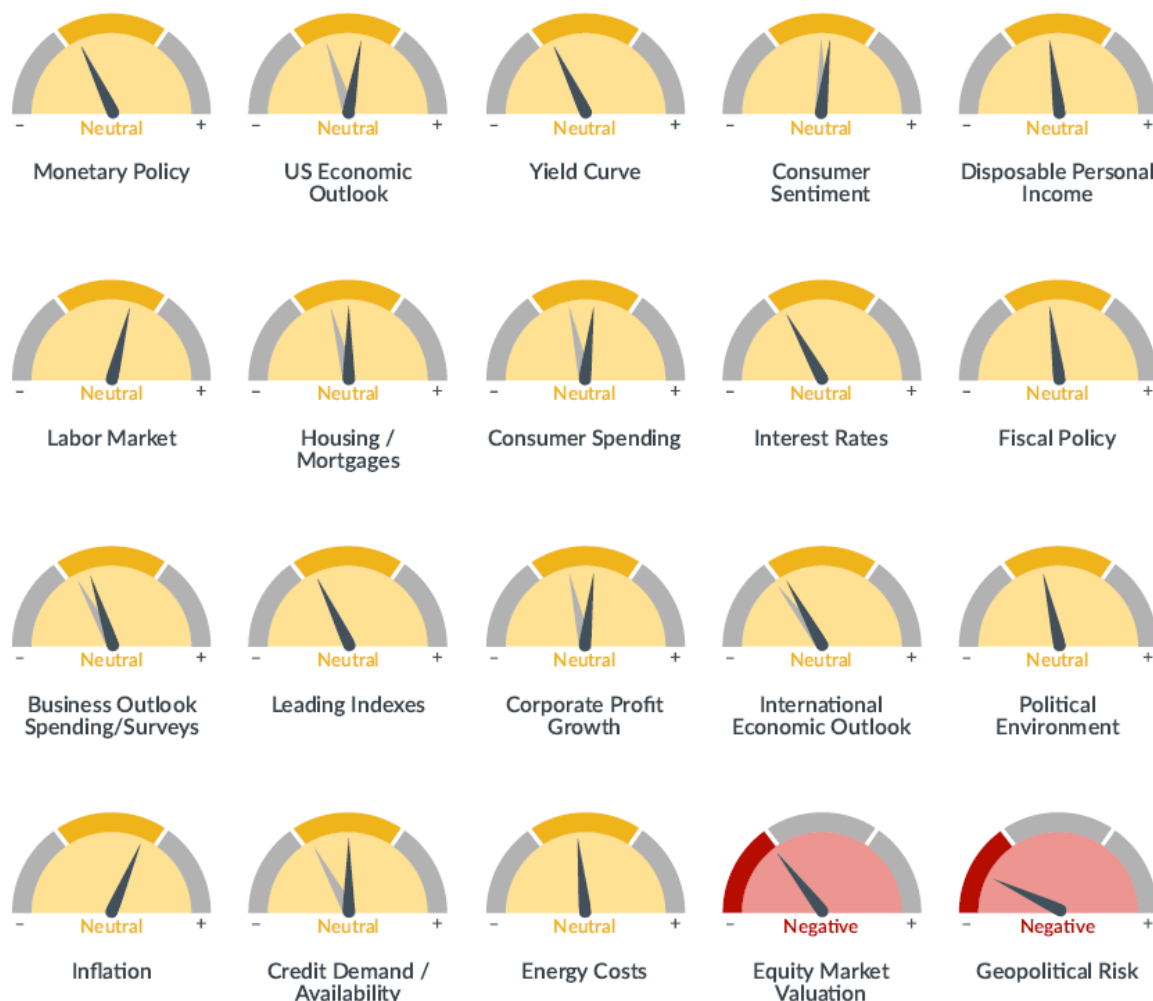 - Neutral +
- Neutral +
- Neutral +
- Neutral +
- Neutral +
Monetary Policy
US Economic
Outlook
Yield Curve
Consumer
Sentiment
Disposable Personal
Income
- Neutral +
- Neutral +
- Neutral +
- Neutral +
- Neutral +
Labor Market
Housing /
Mortgages
Consumer Spending
Interest Rates
Fiscal Policy
- Neutral +
- Neutral +
- Neutral +
- Neutral +
- Neutral +
Business Outlook
Spending/Surveys
Leading Indexes
Corporate Profit
Growth
International
Economic Outlook
Political
Environment
- Neutral +
- Neutral +
- Neutral +
- Negative +
- Negative +
Inflation
Credit Demand /
Availability
Energy Costs
Equity Market
Valuation
Geopolitical Risk